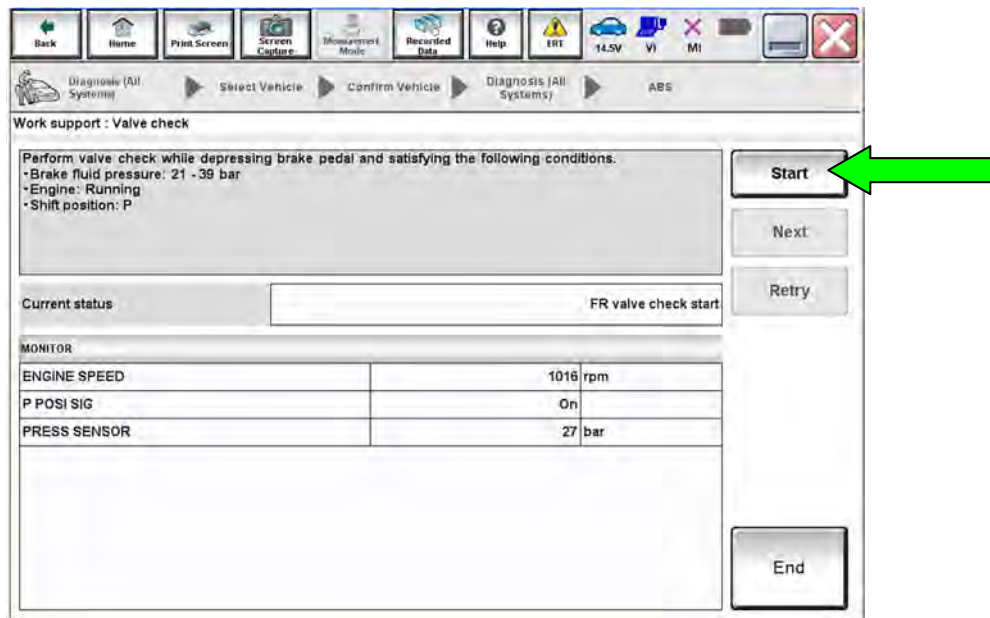 Back
Home
Print Screen
Screen Capture
Measurement Mode
Recorded Data
Help
ERT
14.5V
VI
MI
Diagnosis (All Systems)
Select Vehicle
Confirm Vehicle
Diagnosis (All Systems)
ABS
Work support : Valve check
Perform valve check while depressing brake pedal and satisfying the following conditions.
・Brake fluid pressure: 21 - 39 bar
・Engine: Running
・Shift position: P
Start
Next
Retry
Current status
FR valve check start
MONITOR
ENGINE SPEED 1016 rpm
P POSI SIG On
PRESS SENSOR 27 bar
End